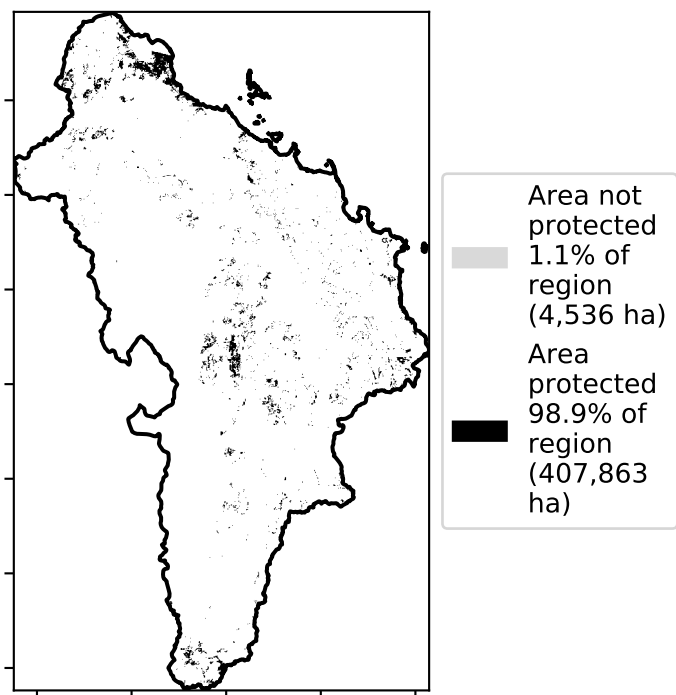 Area not
protected
1.1% of
region
(4,536 ha)
Area
protected
98.9% of
region
(407,863
ha)